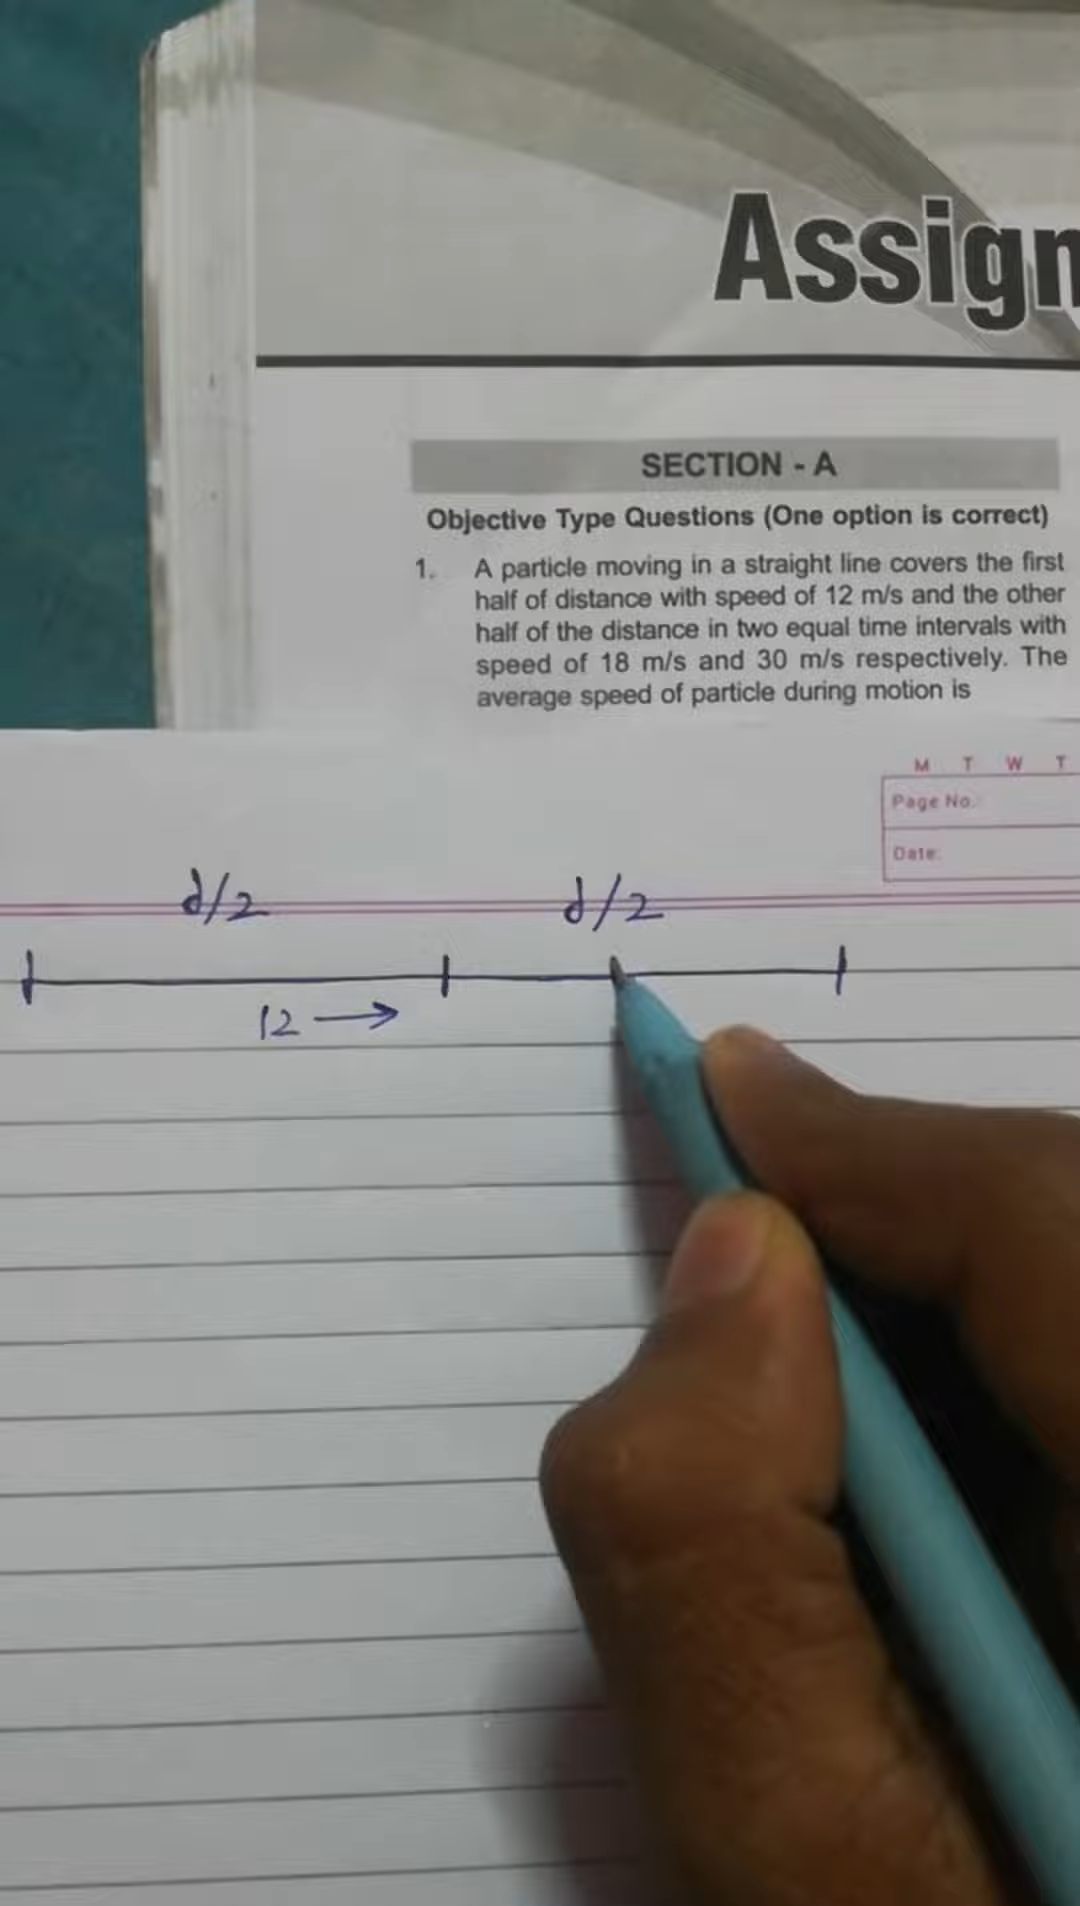 Assign
SECTION - A
Objective Type Questions (One option is correct)
1. A particle moving in a straight line covers the first
half of distance with speed of 12 m/s and the other
half of the distance in two equal time intervals with
speed of 18 m/s and 30 m/s respectively. The
average speed of particle during motion is
M T W T
Page No.
Date:
d/2 d/2
12 →